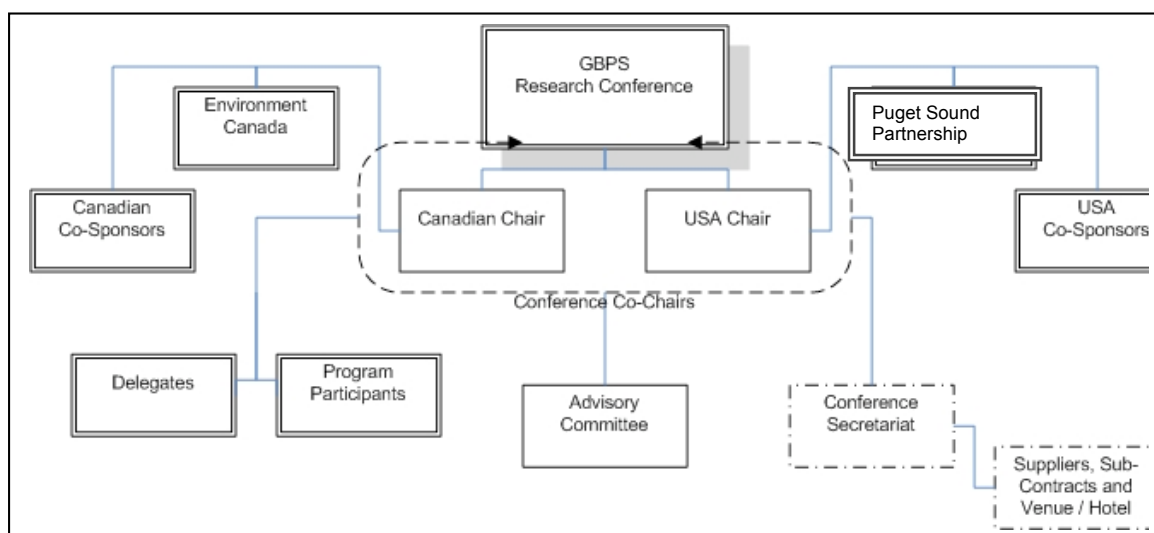 GBPS
Research Conference
Environment
Canada
Puget Sound
Partnership
Canadian
Co-Sponsors
Canadian Chair
USA Chair
USA
Co-Sponsors
Conference Co-Chairs
Delegates
Program
Participants
Advisory
Committee
Conference
Secretariat
Suppliers, Sub-
Contracts and
Venue / Hotel